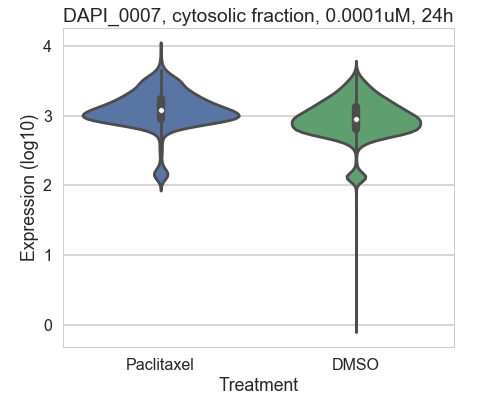 DAPI_0007, cytosolic fraction, 0.0001uM, 24h
Expression (log10)
4
3
2
1
0
Paclitaxel DMSO
Treatment